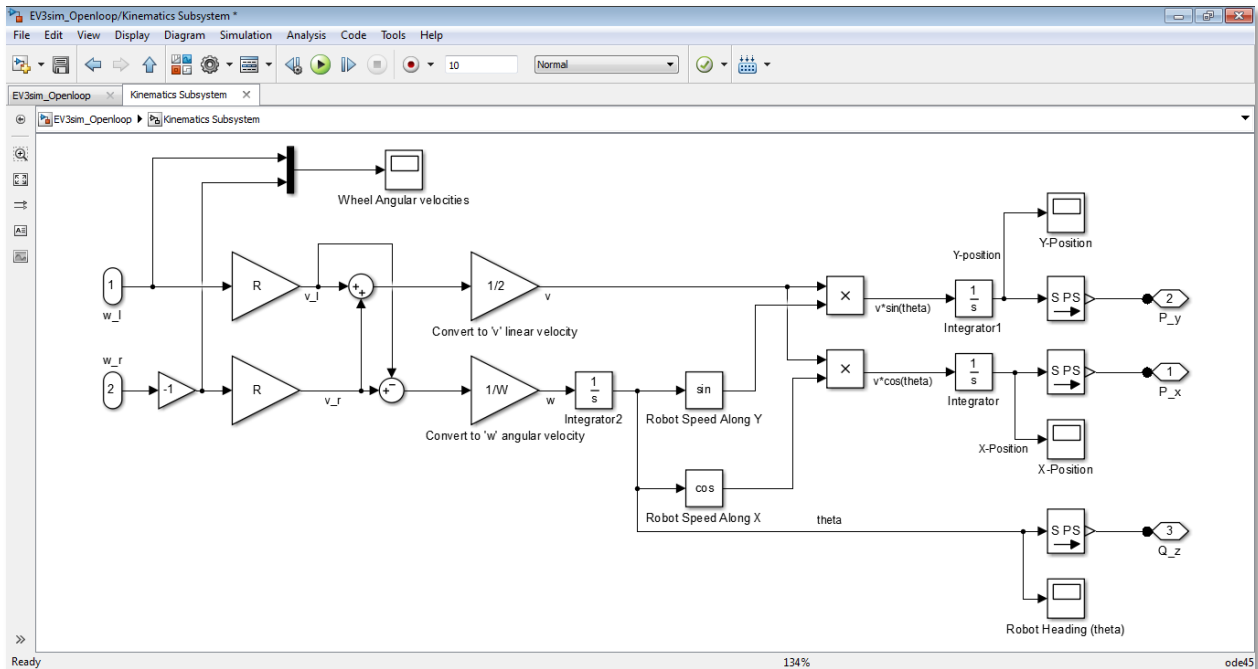 EV3sim_Openloop/Kinematics Subsystem *
File Edit View Display Diagram Simulation Analysis Code Tools Help
10 Normal
EV3sim_Openloop Kinematics Subsystem
EV3sim_Openloop Kinematics Subsystem
Wheel Angular velocities
Y-Position
Y-position
1
w_l
R
v_l
+
+
1/2
v
Convert to 'v' linear velocity
×
v*sin(theta)
1
s
Integrator1
S PS
2
P_y
w_r
2
-1
R
v_r
+
−
1/W
w
Convert to 'w' angular velocity
1
s
Integrator2
sin
Robot Speed Along Y
×
v*cos(theta)
1
s
Integrator
S PS
1
P_x
X-Position
X-Position
cos
Robot Speed Along X
theta
S PS
3
Q_z
Robot Heading (theta)
Ready 134% ode45